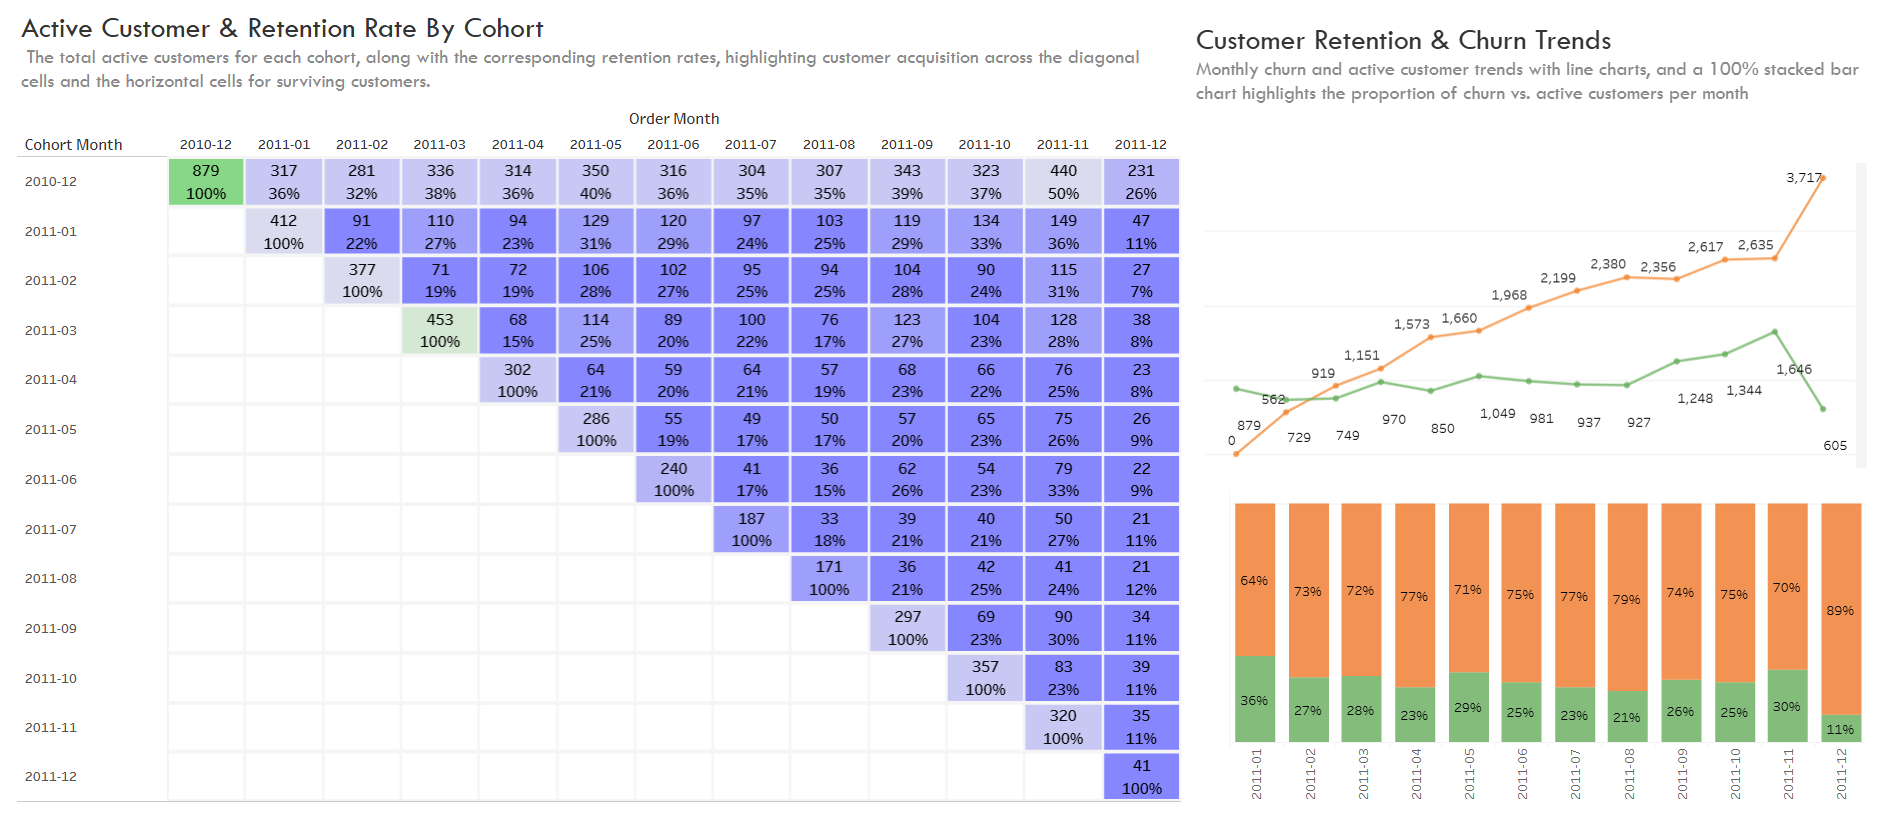 Active Customer & Retention Rate By Cohort
The total active customers for each cohort, along with the corresponding retention rates, highlighting customer acquisition across the diagonal
cells and the horizontal cells for surviving customers.
Order Month
Cohort Month 2010-12 2011-01 2011-02 2011-03 2011-04 2011-05 2011-06 2011-07 2011-08 2011-09 2011-10 2011-11 2011-12
879 317 281 336 314 350 316 304 307 343 323 440 231
2010-12
100% 36% 32% 38% 36% 40% 36% 35% 35% 39% 37% 50% 26%
412 91 110 94 129 120 97 103 119 134 149 47
2011-01
100% 22% 27% 23% 31% 29% 24% 25% 29% 33% 36% 11%
377 71 72 106 102 95 94 104 90 115 27
2011-02
100% 19% 19% 28% 27% 25% 25% 28% 24% 31% 7%
453 68 114 89 100 76 123 104 128 38
2011-03
100% 15% 25% 20% 22% 17% 27% 23% 28% 8%
302 64 59 64 57 68 66 76 23
2011-04
100% 21% 20% 21% 19% 23% 22% 25% 8%
286 55 49 50 57 65 75 26
2011-05
100% 19% 17% 17% 20% 23% 26% 9%
240 41 36 62 54 79 22
2011-06
100% 17% 15% 26% 23% 33% 9%
187 33 39 40 50 21
2011-07
100% 18% 21% 21% 27% 11%
171 36 42 41 21
2011-08
100% 21% 25% 24% 12%
297 69 90 34
2011-09
100% 23% 30% 11%
357 83 39
2011-10
100% 23% 11%
320 35
2011-11
100% 11%
41
2011-12
100%
Customer Retention & Churn Trends
Monthly churn and active customer trends with line charts, and a 100% stacked bar
chart highlights the proportion of churn vs. active customers per month
0 562 919 1,151 1,573 1,660 1,968 2,199 2,380 2,356 2,617 2,635 3,717
879 729 749 970 850 1,049 981 937 927 1,248 1,344 1,646 605
64% 73% 72% 77% 71% 75% 77% 79% 74% 75% 70% 89%
36% 27% 28% 23% 29% 25% 23% 21% 26% 25% 30% 11%
2011-01 2011-02 2011-03 2011-04 2011-05 2011-06 2011-07 2011-08 2011-09 2011-10 2011-11 2011-12